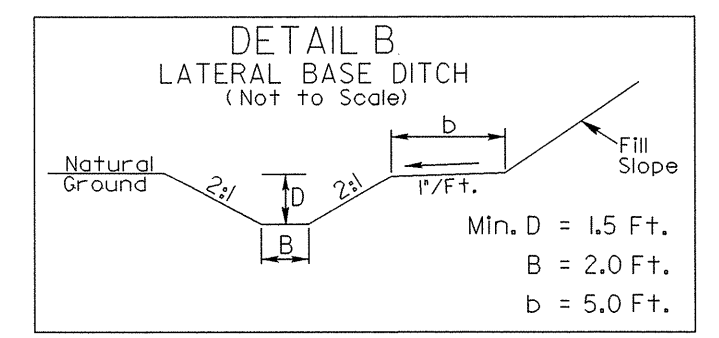 DETAIL B
LATERAL BASE DITCH
(Not to Scale)
b
Natural
Ground
2:1
D
2:1
1"/Ft.
Fill
Slope
B
Min. D = 1.5 Ft.
B = 2.0 Ft.
b = 5.0 Ft.